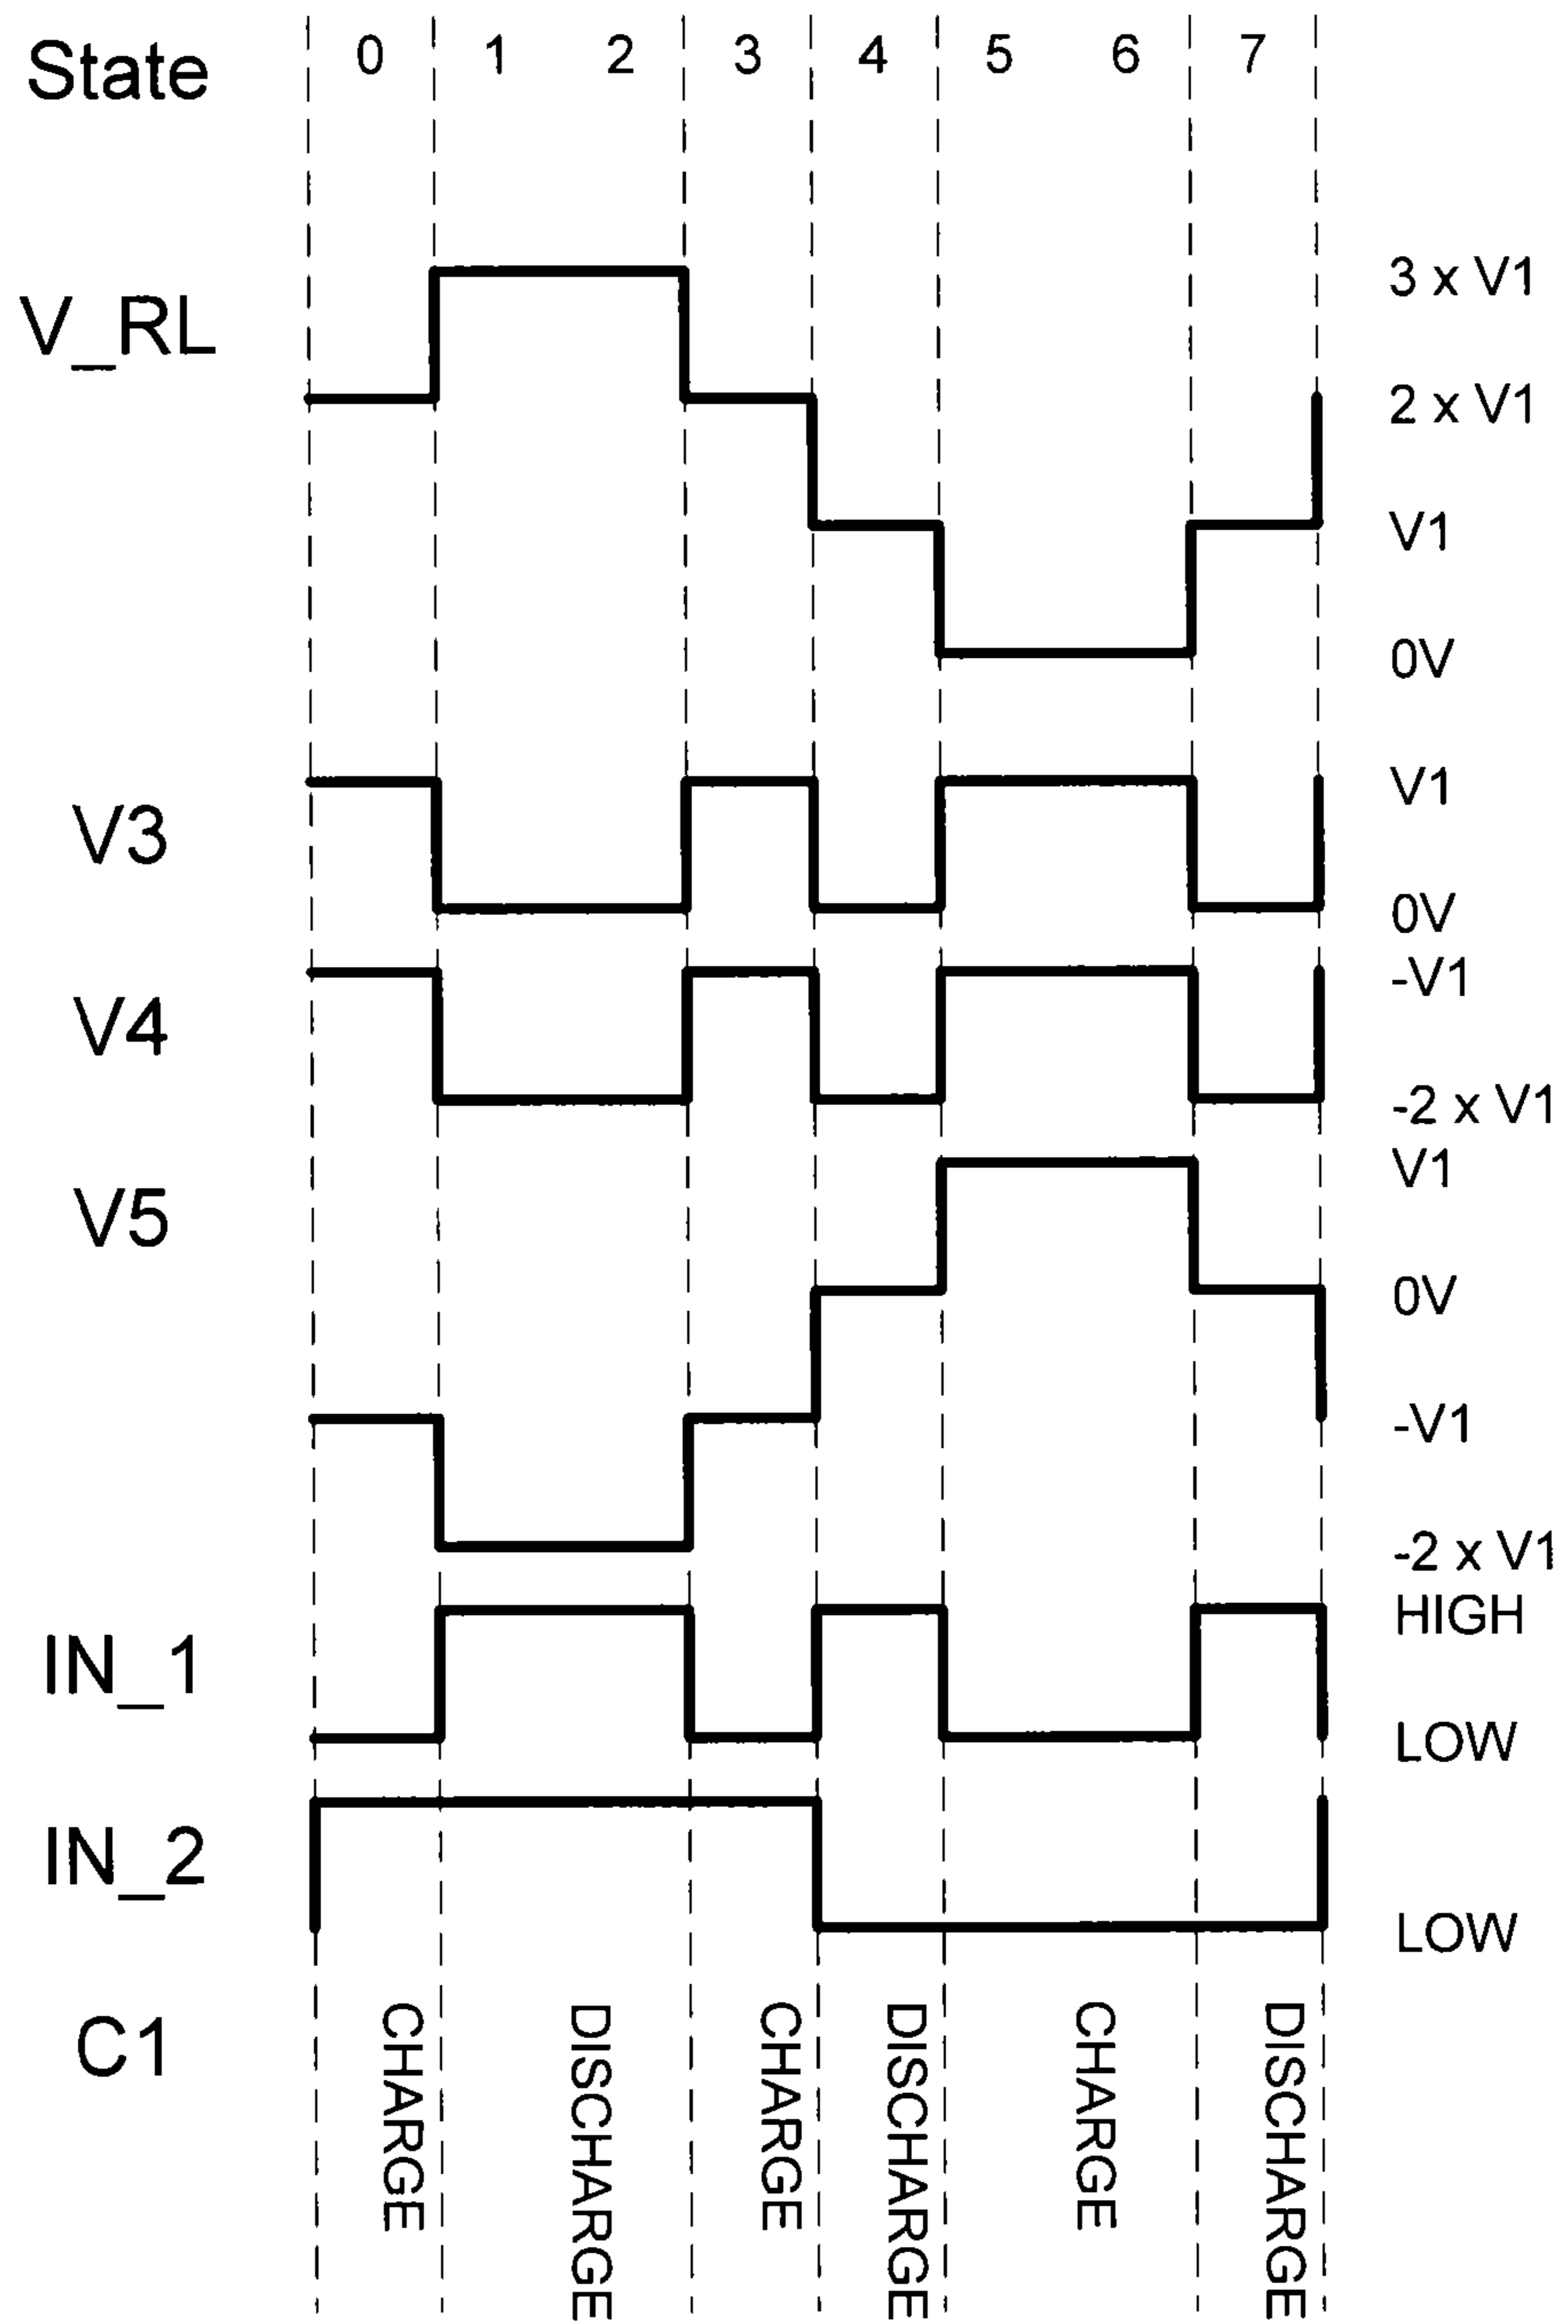 State 0 1 2 3 4 5 6 7
3 x V1
V_RL
2 x V1
V1
0V
V1
V3
0V
-V1
V4
-2 x V1
V1
V5
0V
-V1
-2 x V1
HIGH
IN_1
LOW
IN_2
LOW
C1
CHARGE
DISCHARGE
CHARGE
DISCHARGE
CHARGE
DISCHARGE